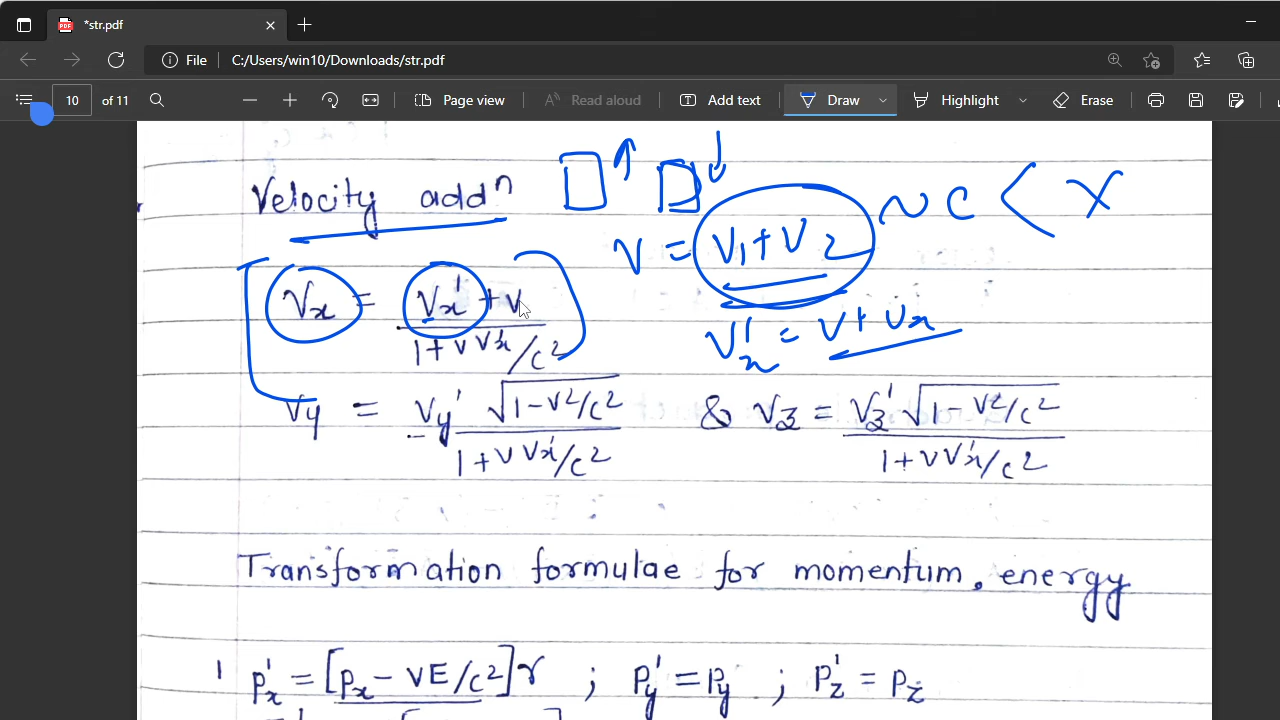 *str.pdf
File C:/Users/win10/Downloads/str.pdf
10 of 11 Page view Read aloud Add text Draw Highlight Erase
Velocity addⁿ
~ c < X
V = V₁ + V₂
Vx = Vx' + V / 1 + V Vx'/c²
Vx' = V + Vx
Vy = Vy' √1 - V²/c² / 1 + V Vx'/c² & Vz = Vz' √1 - V²/c² / 1 + V Vx'/c²
Transformation formulae for momentum, energy
1 Px' = [Px - VE/c²]γ ; Py' = Py ; Pz' = Pz